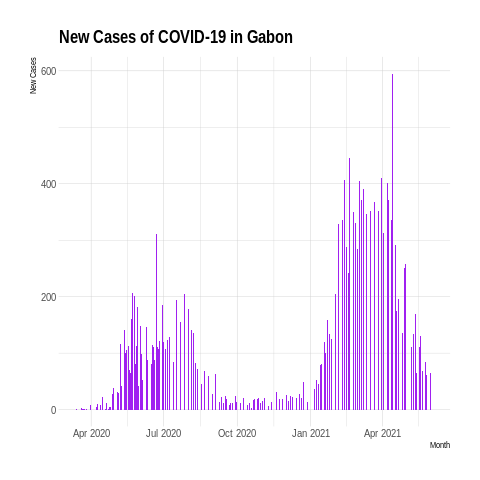 New Cases of COVID-19 in Gabon
New Cases
600
400
200
0
Apr 2020
Jul 2020
Oct 2020
Jan 2021
Apr 2021
Month